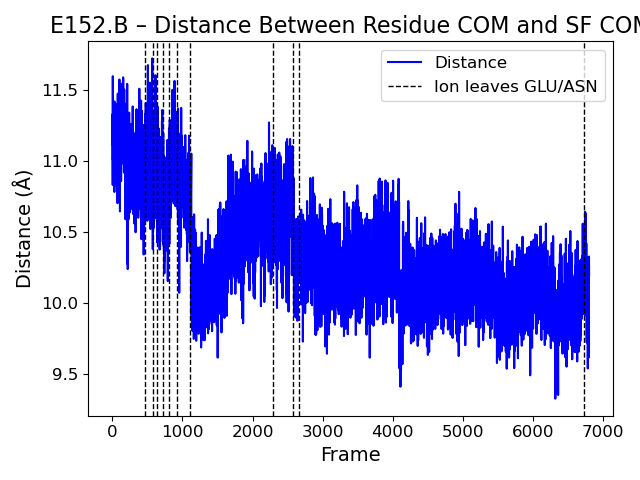 E152.B – Distance Between Residue COM and SF COM
Distance
Ion leaves GLU/ASN
Distance (Å)
11.5
11.0
10.5
10.0
9.5
0 1000 2000 3000 4000 5000 6000 7000
Frame